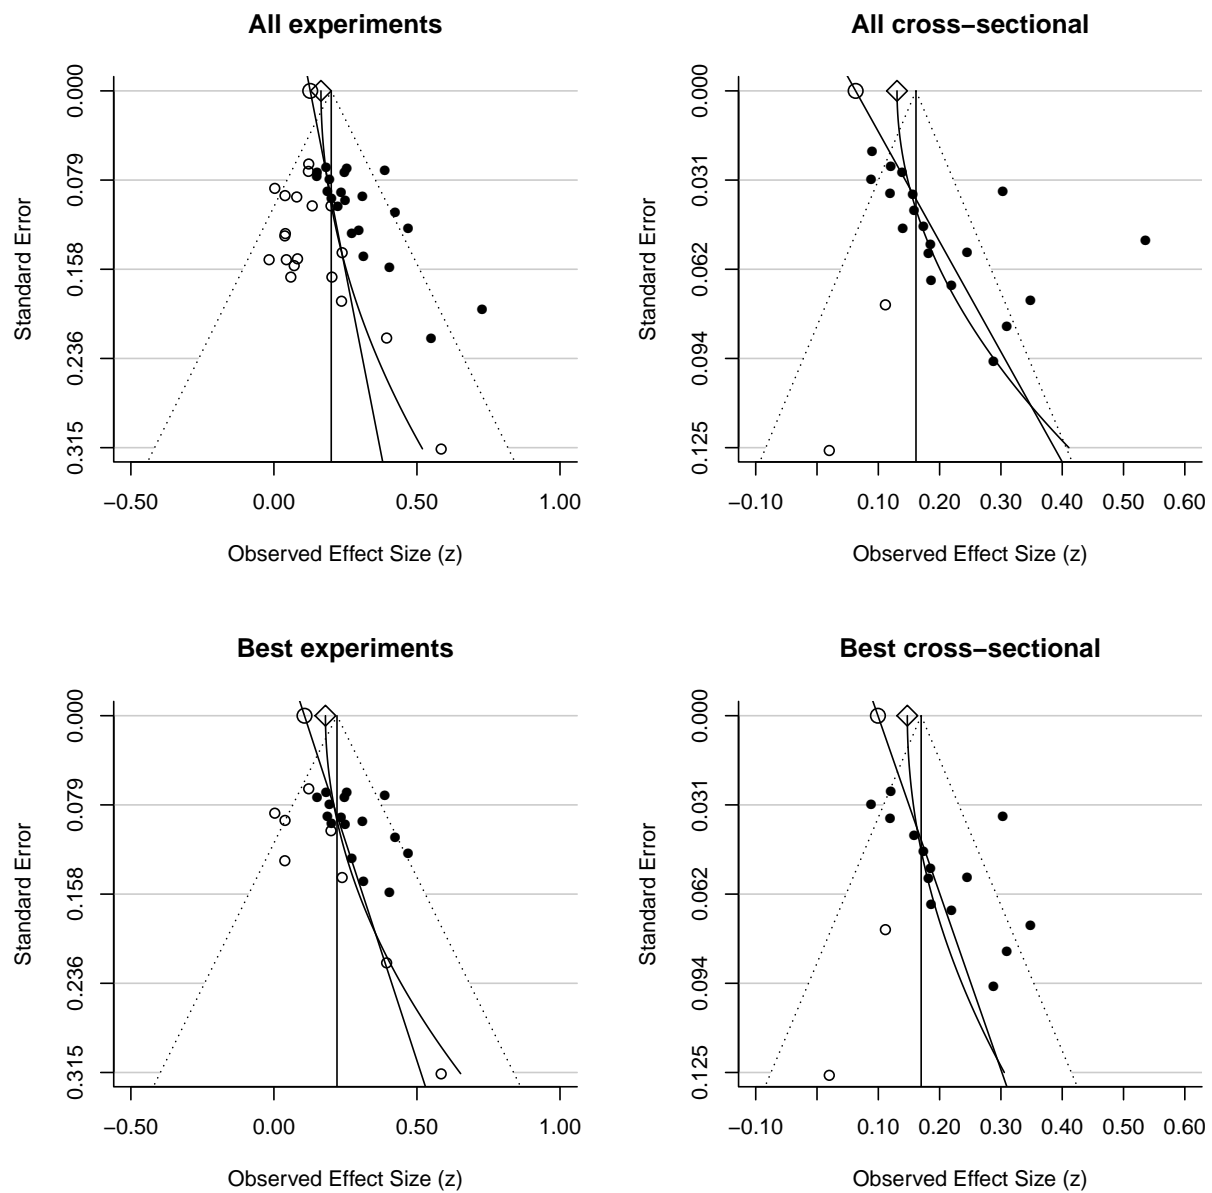 All experiments
0.000
0.079
0.158
0.236
0.315
Standard Error
−0.50 0.00 0.50 1.00
Observed Effect Size (z)
All cross−sectional
0.000
0.031
0.062
0.094
0.125
Standard Error
−0.10 0.10 0.20 0.30 0.40 0.50 0.60
Observed Effect Size (z)
Best experiments
0.000
0.079
0.158
0.236
0.315
Standard Error
−0.50 0.00 0.50 1.00
Observed Effect Size (z)
Best cross−sectional
0.000
0.031
0.062
0.094
0.125
Standard Error
−0.10 0.10 0.20 0.30 0.40 0.50 0.60
Observed Effect Size (z)